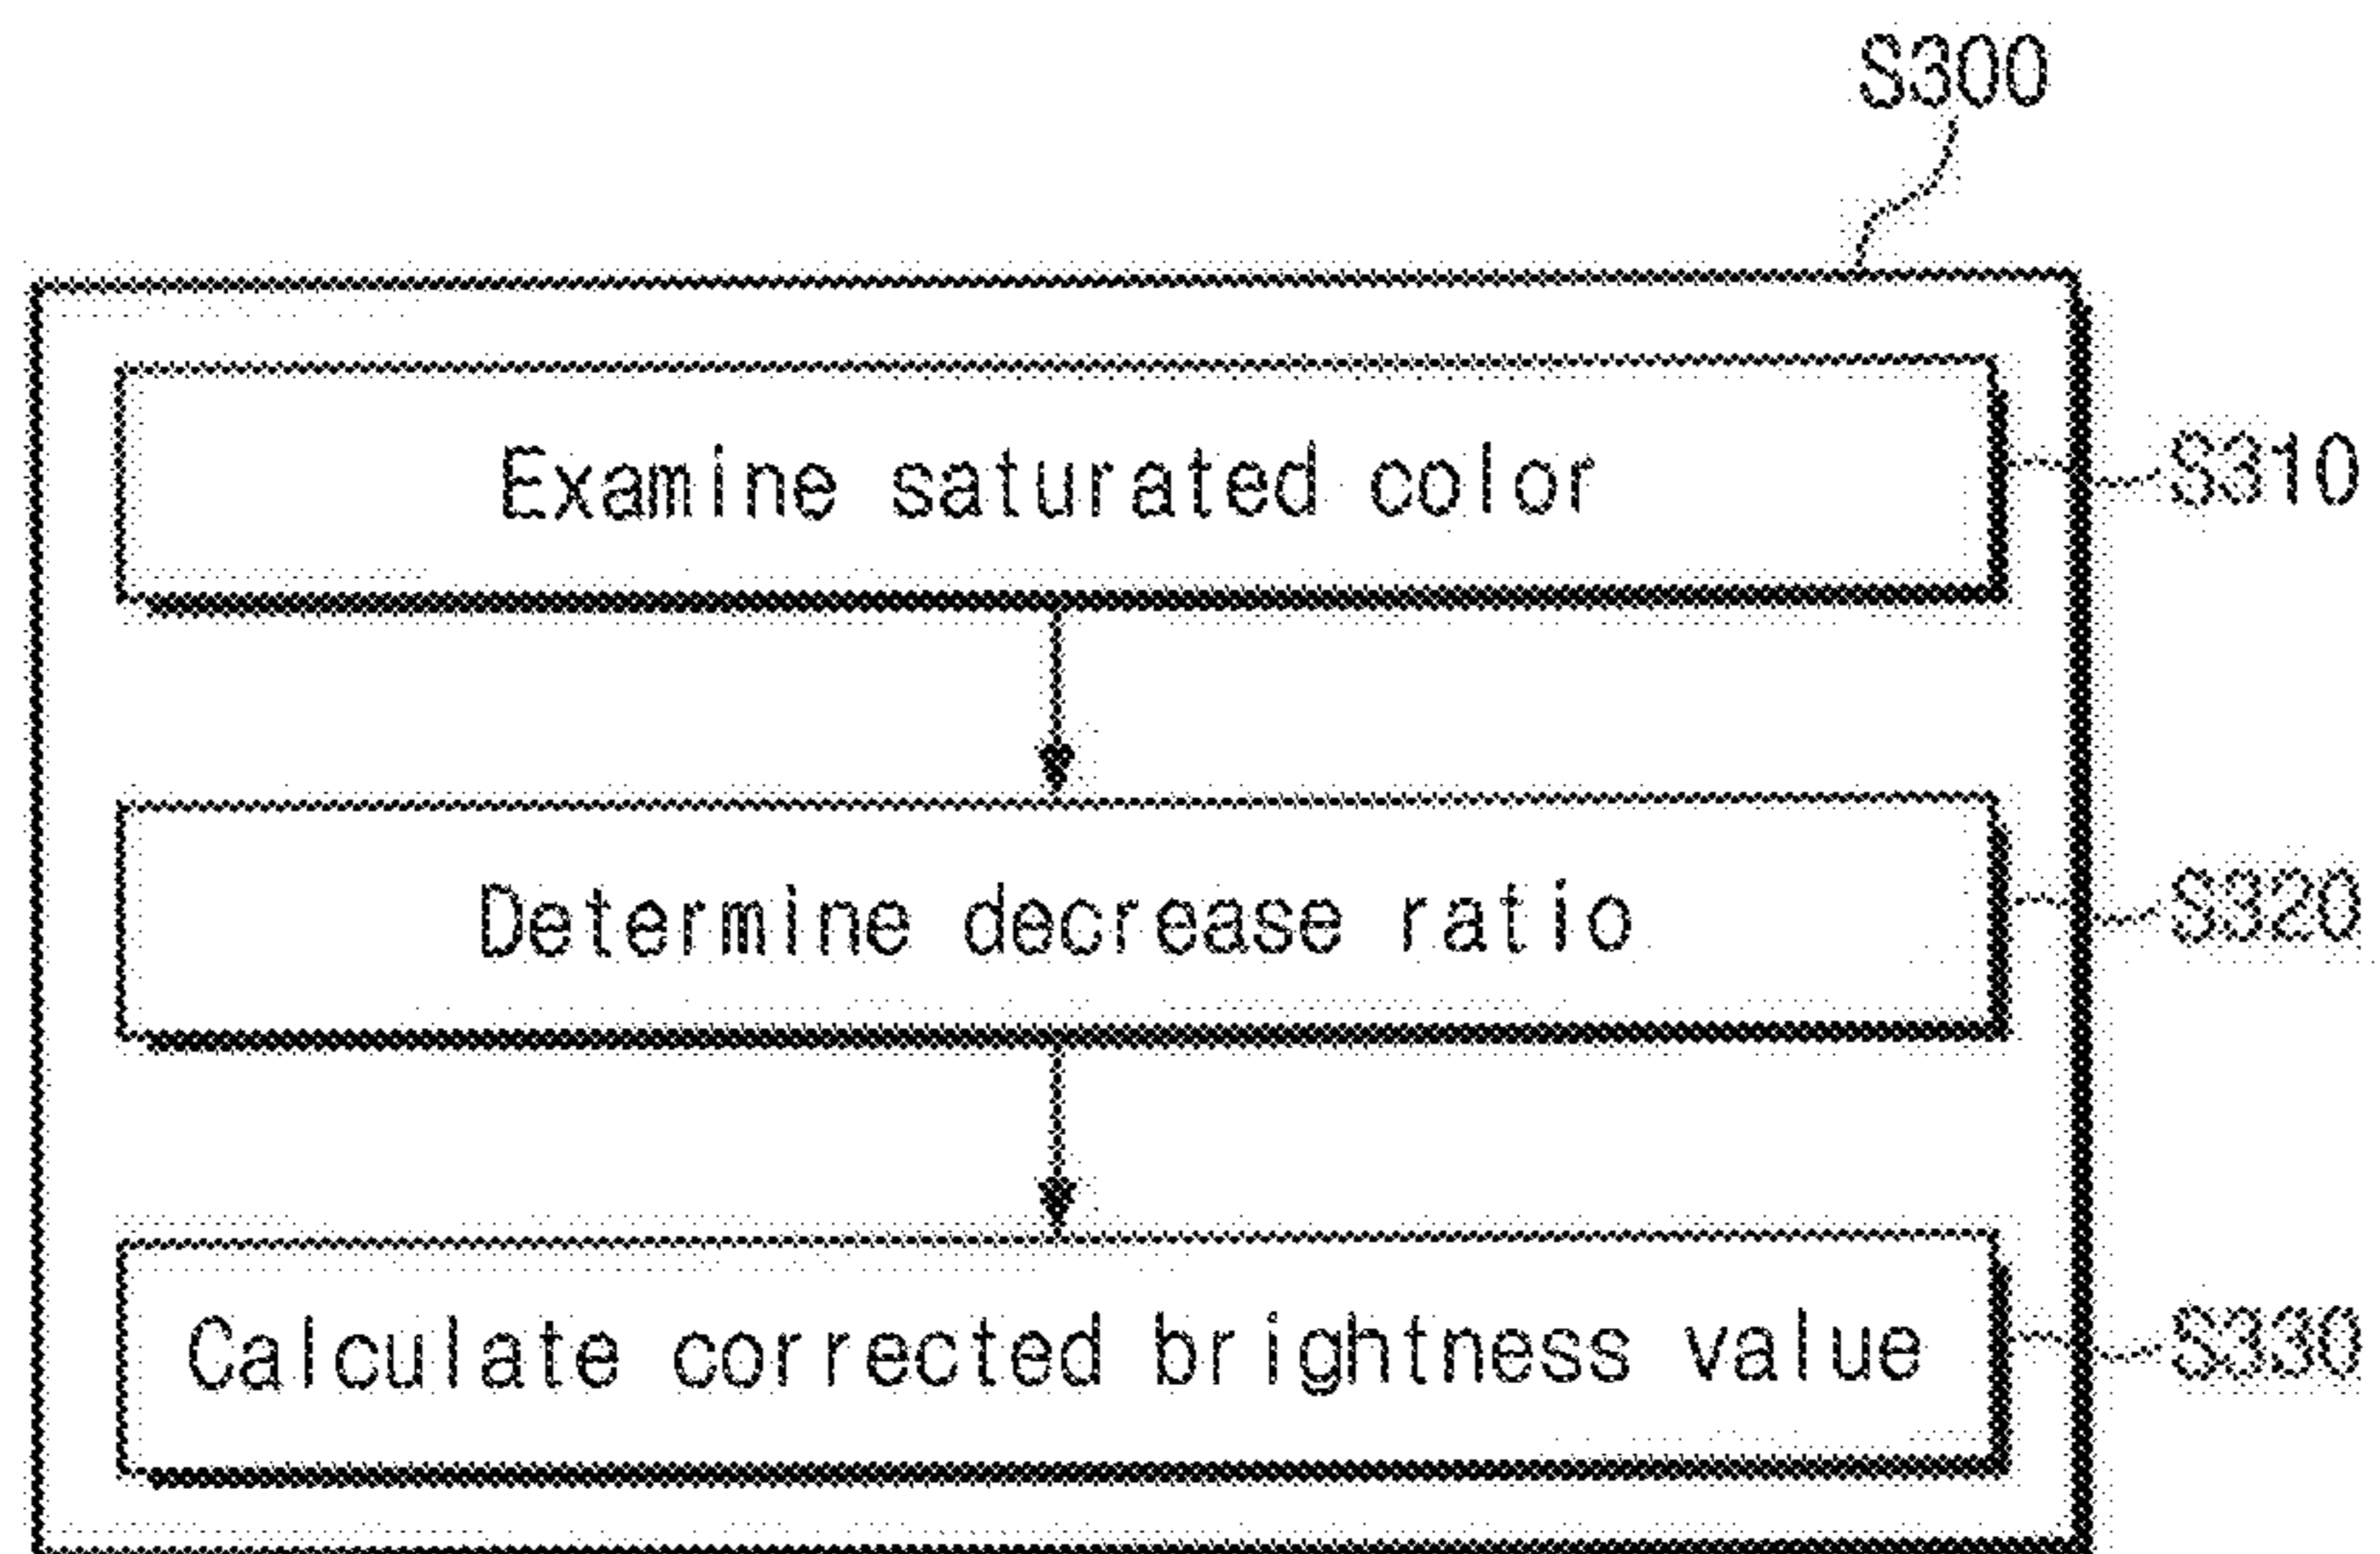 S300
Examine saturated color
S310
Determine decrease ratio
S320
Calculate corrected brightness value
S330